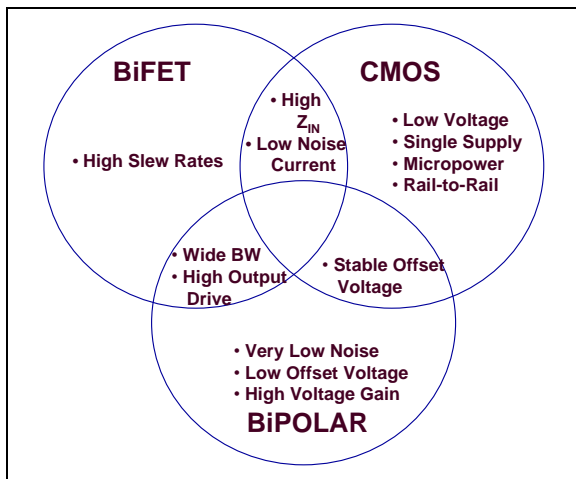 BiFET
CMOS
• High
Z_IN
• Low Noise
Current
• Low Voltage
• Single Supply
• Micropower
• Rail-to-Rail
• High Slew Rates
• Wide BW
• High Output
Drive
• Stable Offset
Voltage
• Very Low Noise
• Low Offset Voltage
• High Voltage Gain
BiPOLAR